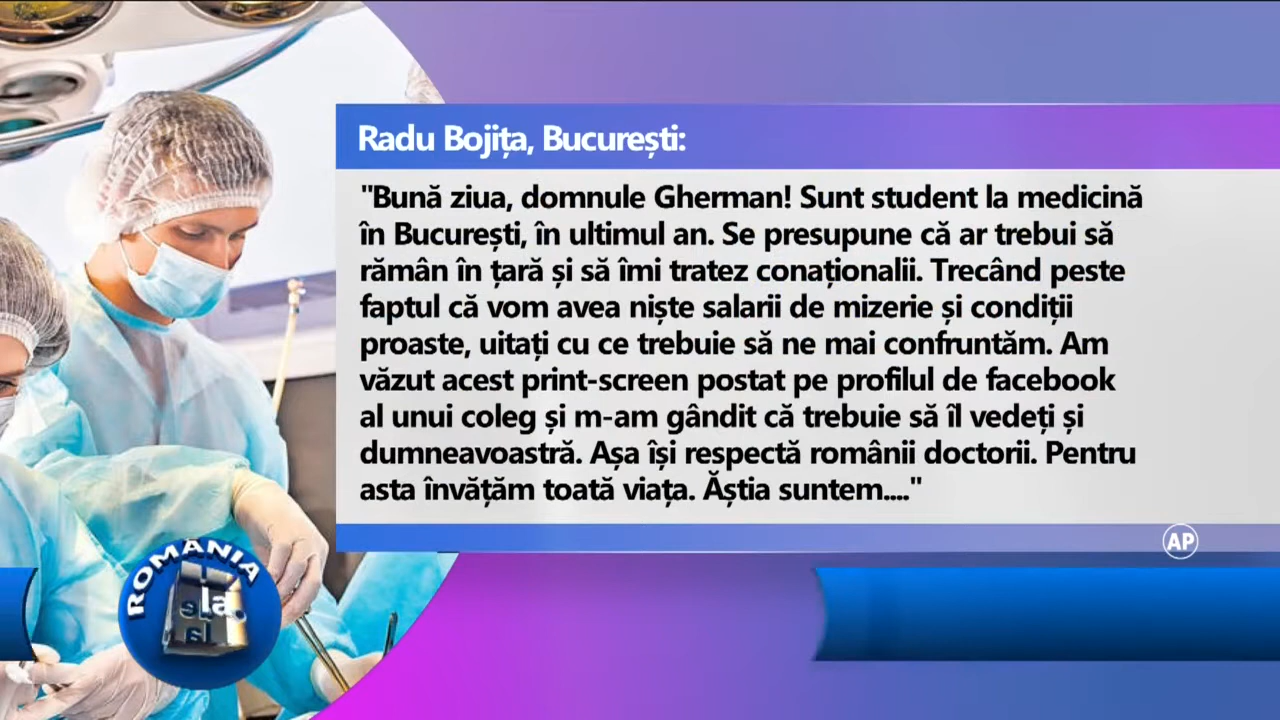 Radu Bojița, București:
"Bună ziua, domnule Gherman! Sunt student la medicină
în București, în ultimul an. Se presupune că ar trebui să
rămân în țară și să îmi tratez conaționalii. Trecând peste
faptul că vom avea niște salarii de mizerie și condiții
proaste, uitați cu ce trebuie să ne mai confruntăm. Am
văzut acest print-screen postat pe profilul de facebook
al unui coleg și m-am gândit că trebuie să îl vedeți și
dumneavoastră. Așa își respectă românii doctorii. Pentru
asta învățăm toată viața. Ăștia suntem...."
AP
ROMÂNIA
la